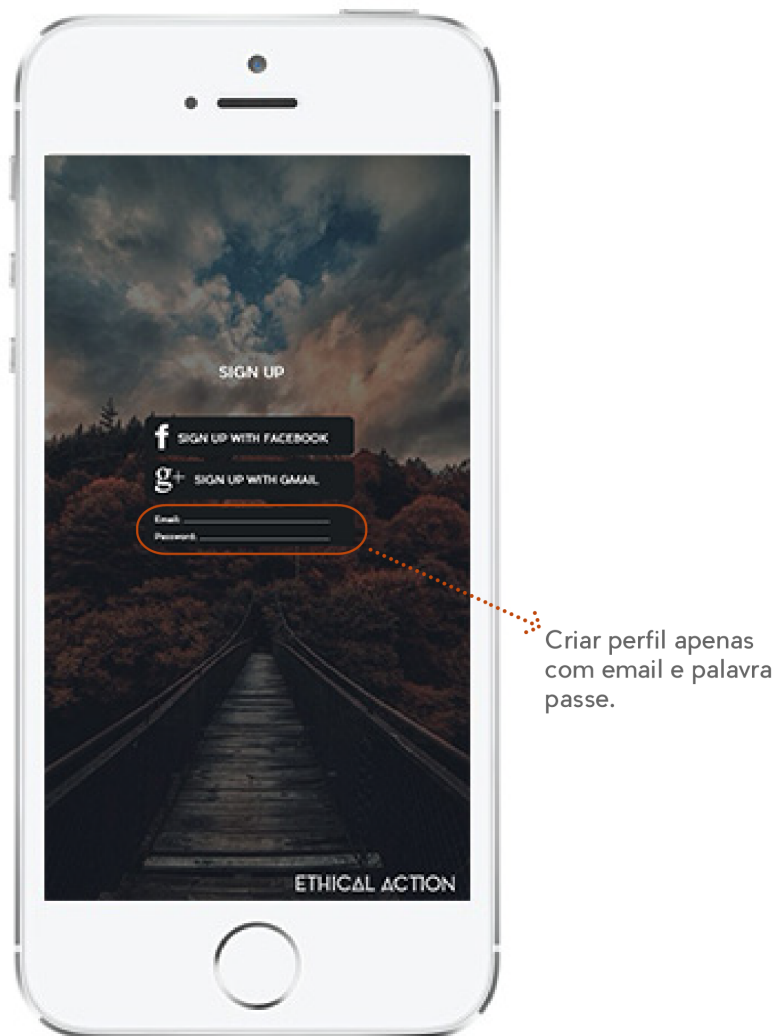 SIGN UP
f SIGN UP WITH FACEBOOK
g+ SIGN UP WITH GMAIL
Email:
Password:
Criar perfil apenas
com email e palavra
passe.
ETHICAL ACTION